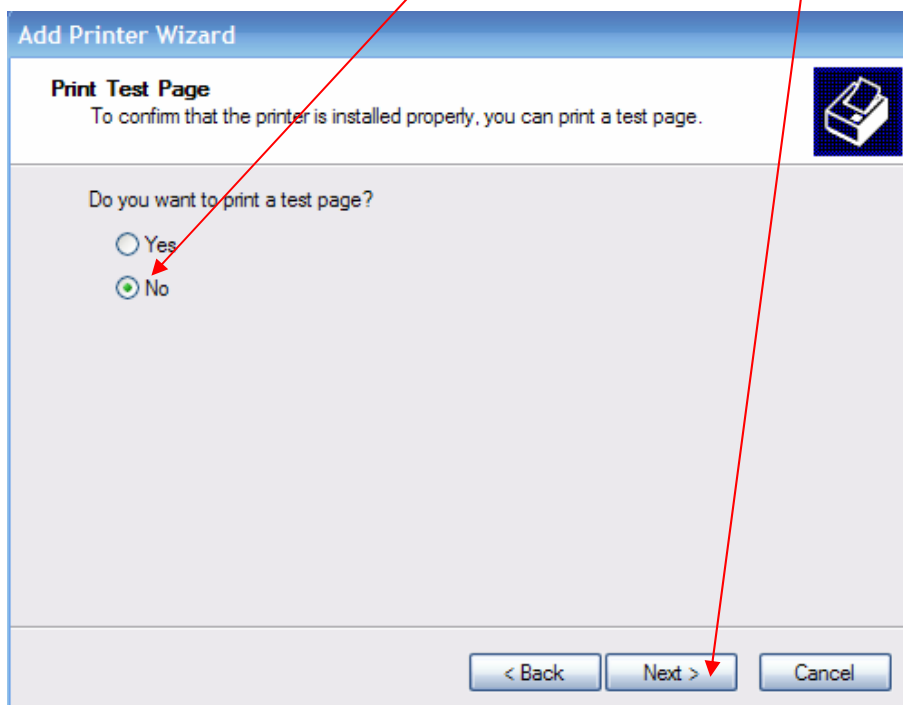 Add Printer Wizard
Print Test Page
To confirm that the printer is installed properly, you can print a test page.
Do you want to print a test page?
Yes
No
< Back Next > Cancel